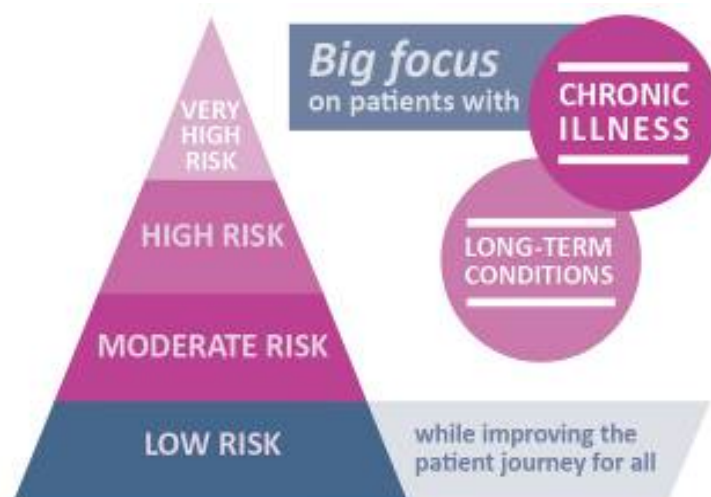 VERY
HIGH
RISK
HIGH RISK
MODERATE RISK
LOW RISK
Big focus
on patients with
CHRONIC
ILLNESS
LONG-TERM
CONDITIONS
while improving the
patient journey for all